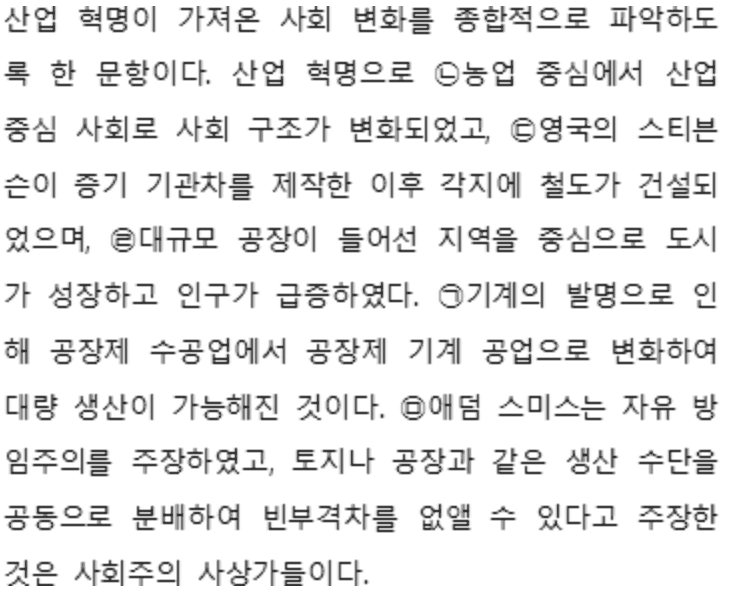 산업 혁명이 가져온 사회 변화를 종합적으로 파악하도
록 한 문항이다. 산업 혁명으로 ㉡농업 중심에서 산업
중심 사회로 사회 구조가 변화되었고, ㉢영국의 스티븐
슨이 증기 기관차를 제작한 이후 각지에 철도가 건설되
었으며, ㉣대규모 공장이 들어선 지역을 중심으로 도시
가 성장하고 인구가 급증하였다. ㉠기계의 발명으로 인
해 공장제 수공업에서 공장제 기계 공업으로 변화하여
대량 생산이 가능해진 것이다. ㉤애덤 스미스는 자유 방
임주의를 주장하였고, 토지나 공장과 같은 생산 수단을
공동으로 분배하여 빈부격차를 없앨 수 있다고 주장한
것은 사회주의 사상가들이다.